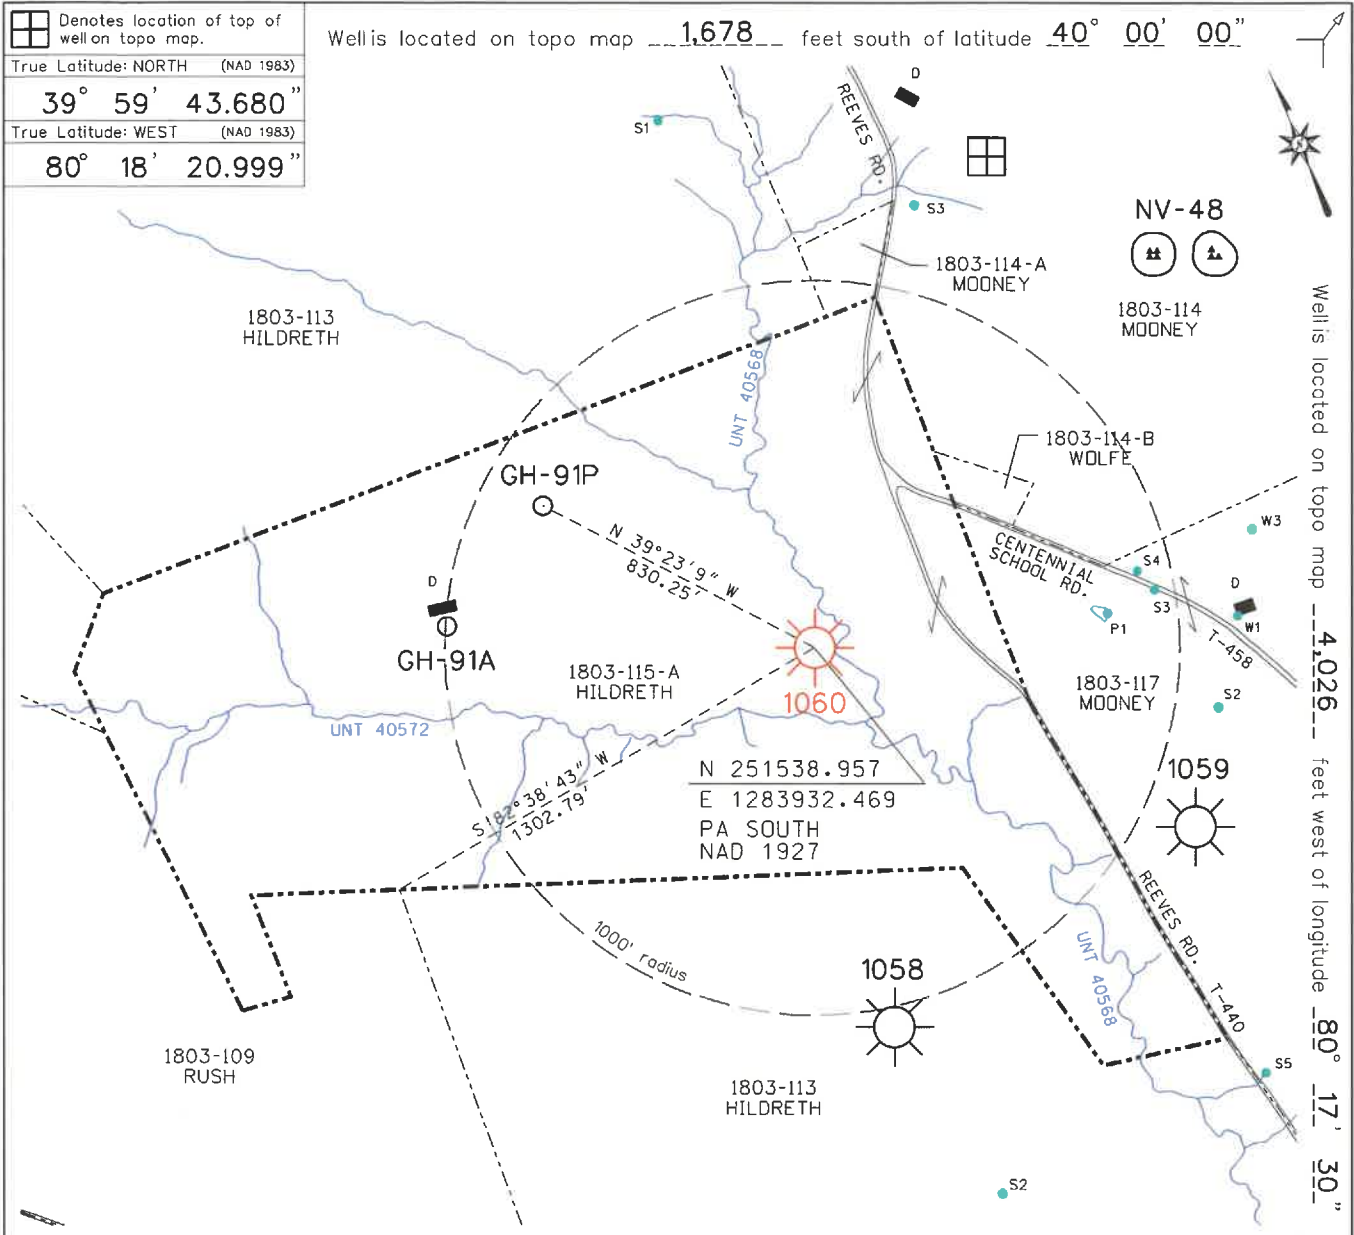 Denotes location of top of
well on topo map.
True Latitude: NORTH (NAD 1983)
39° 59' 43.680"
True Latitude: WEST (NAD 1983)
80° 18' 20.999"
Well is located on topo map 1,678 feet south of latitude 40° 00' 00"
D
REEVES RD.
S1
S3
NV-48
1803-114-A
MOONEY
1803-114
MOONEY
1803-113
HILDRETH
UNT 40568
1803-114-B
WOLFE
GH-91P
N 39°23'9" W
830.25'
CENTENNIAL
SCHOOL RD.
W3
S4
S3
D
W1
P1
T-458
D
GH-91A
1803-115-A
HILDRETH
1060
1803-117
MOONEY
S2
UNT 40572
S 82°38'43" W
1302.79'
N 251538.957
E 1283932.469
PA SOUTH
NAD 1927
1059
REEVES RD.
1000' radius
1058
UNT 40568
T-440
1803-109
RUSH
1803-113
HILDRETH
S5
S2
Well is located on topo map 4,026 feet west of longitude 80° 17' 30"